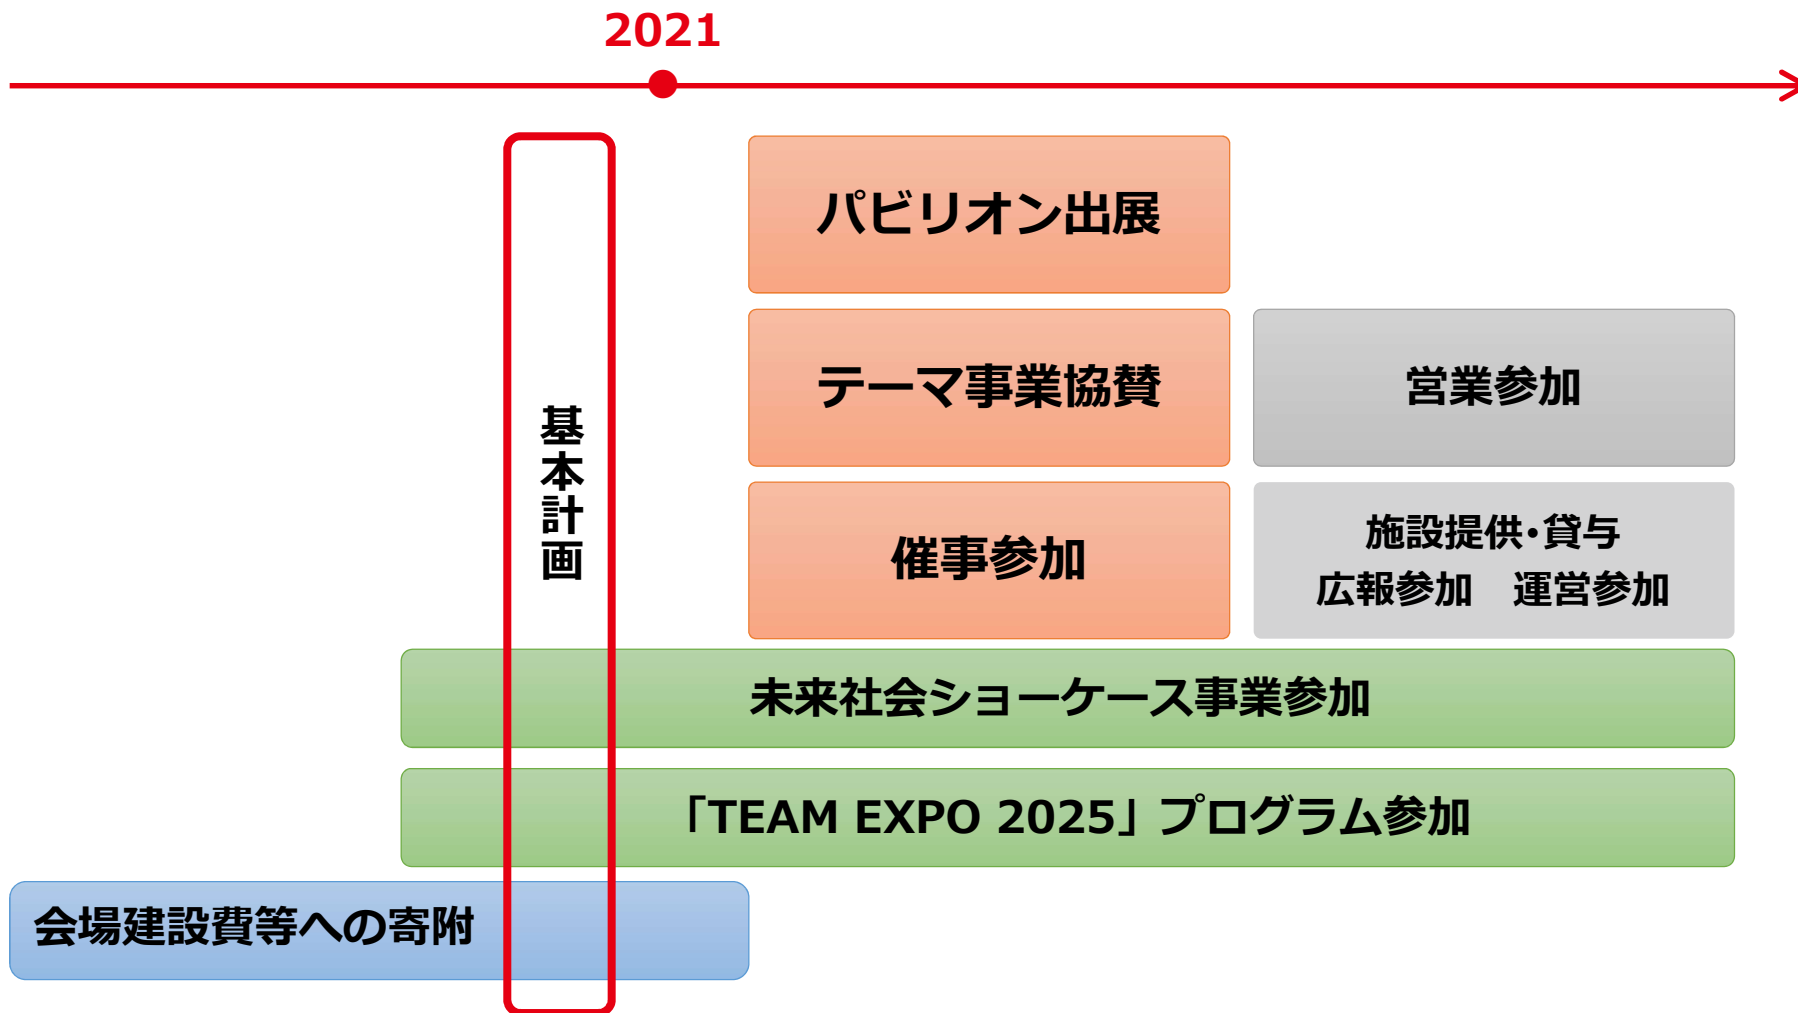 2021
基本計画
パビリオン出展
テーマ事業協賛
営業参加
催事参加
施設提供・貸与
広報参加　運営参加
未来社会ショーケース事業参加
「TEAM EXPO 2025」プログラム参加
会場建設費等への寄附